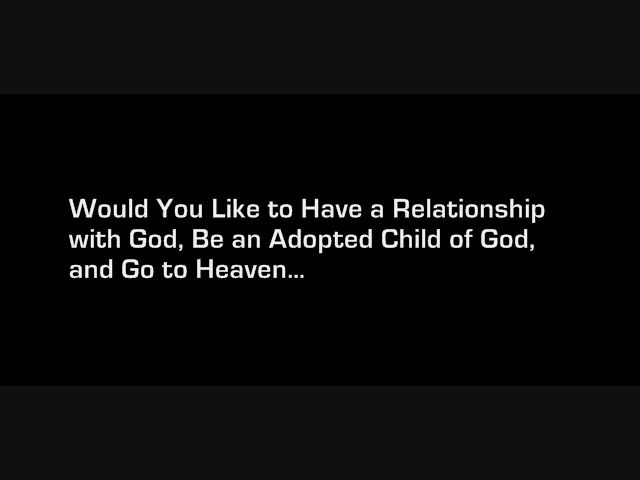 Would You Like to Have a Relationship
with God, Be an Adopted Child of God,
and Go to Heaven...